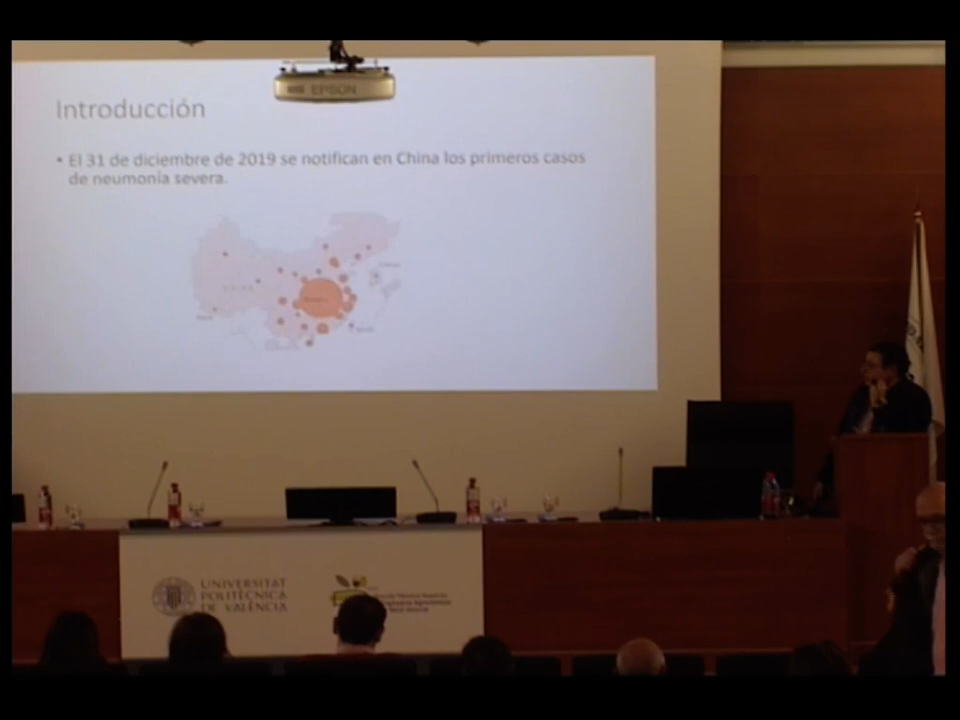 EPSON
Introducción
• El 31 de diciembre de 2019 se notifican en China los primeros casos
de neumonía severa.
UNIVERSITAT
POLITÈCNICA
DE VALÈNCIA